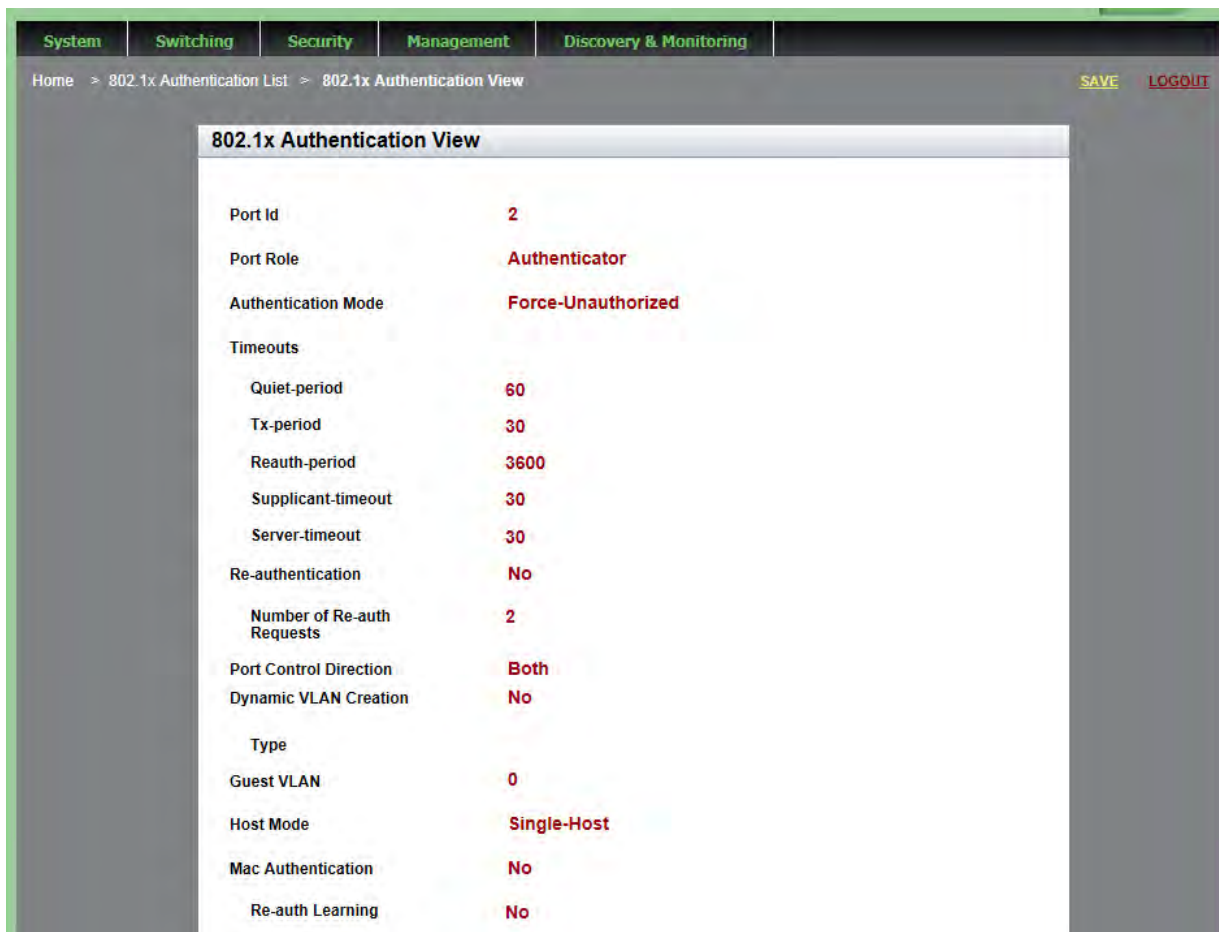 System Switching Security Management Discovery & Monitoring
Home > 802.1x Authentication List > 802.1x Authentication View SAVE LOGOUT
802.1x Authentication View
Port Id 2
Port Role Authenticator
Authentication Mode Force-Unauthorized
Timeouts
Quiet-period 60
Tx-period 30
Reauth-period 3600
Supplicant-timeout 30
Server-timeout 30
Re-authentication No
Number of Re-auth 2
Requests
Port Control Direction Both
Dynamic VLAN Creation No
Type
Guest VLAN 0
Host Mode Single-Host
Mac Authentication No
Re-auth Learning No